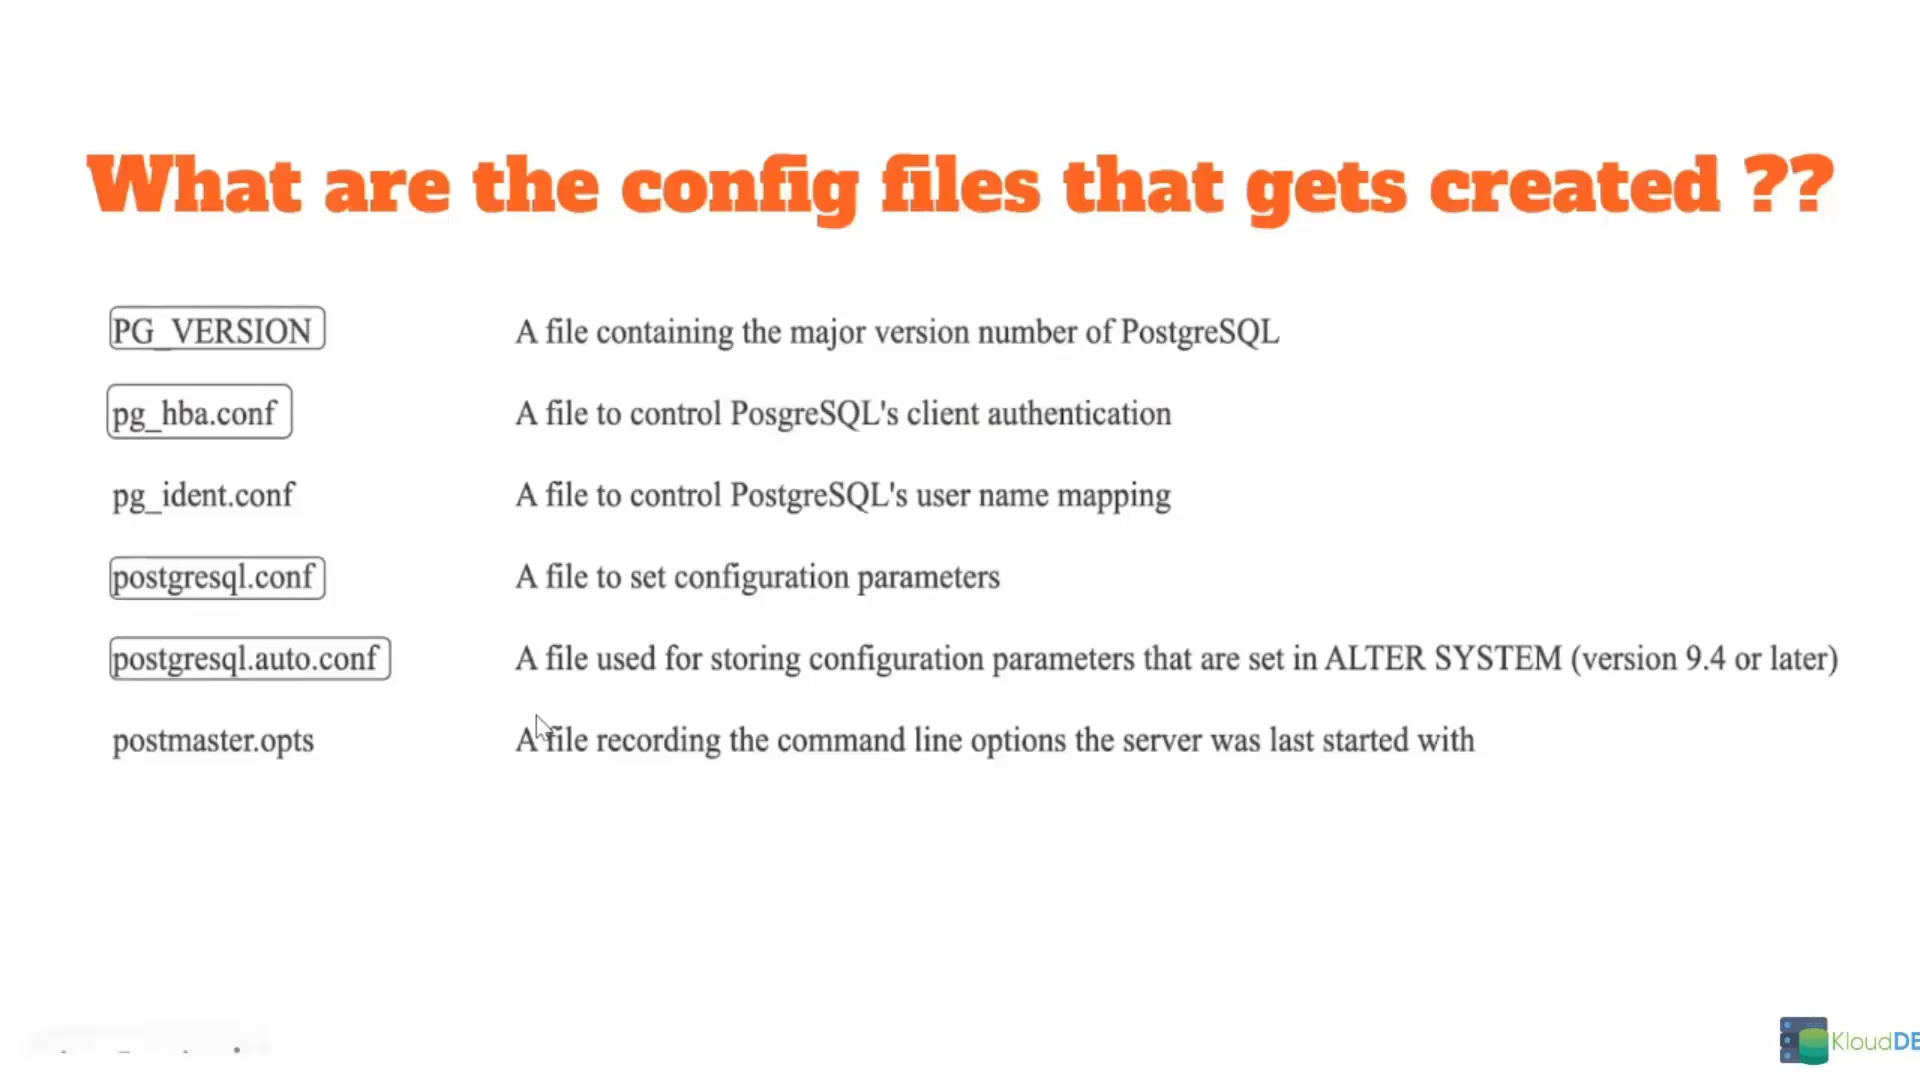 What are the config files that gets created ??
PG_VERSION A file containing the major version number of PostgreSQL
pg_hba.conf A file to control PosgreSQL's client authentication
pg_ident.conf A file to control PostgreSQL's user name mapping
postgresql.conf A file to set configuration parameters
postgresql.auto.conf A file used for storing configuration parameters that are set in ALTER SYSTEM (version 9.4 or later)
postmaster.opts A file recording the command line options the server was last started with
KloudDB